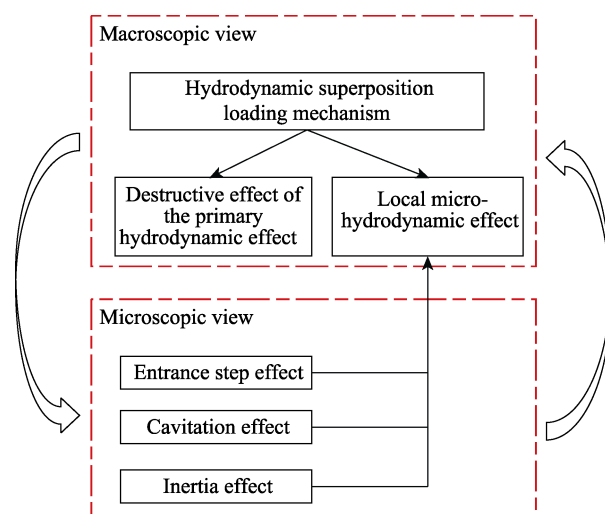 Macroscopic view
Hydrodynamic superposition
loading mechanism
Destructive effect of
the primary
hydrodynamic effect
Local micro-
hydrodynamic effect
Microscopic view
Entrance step effect
Cavitation effect
Inertia effect